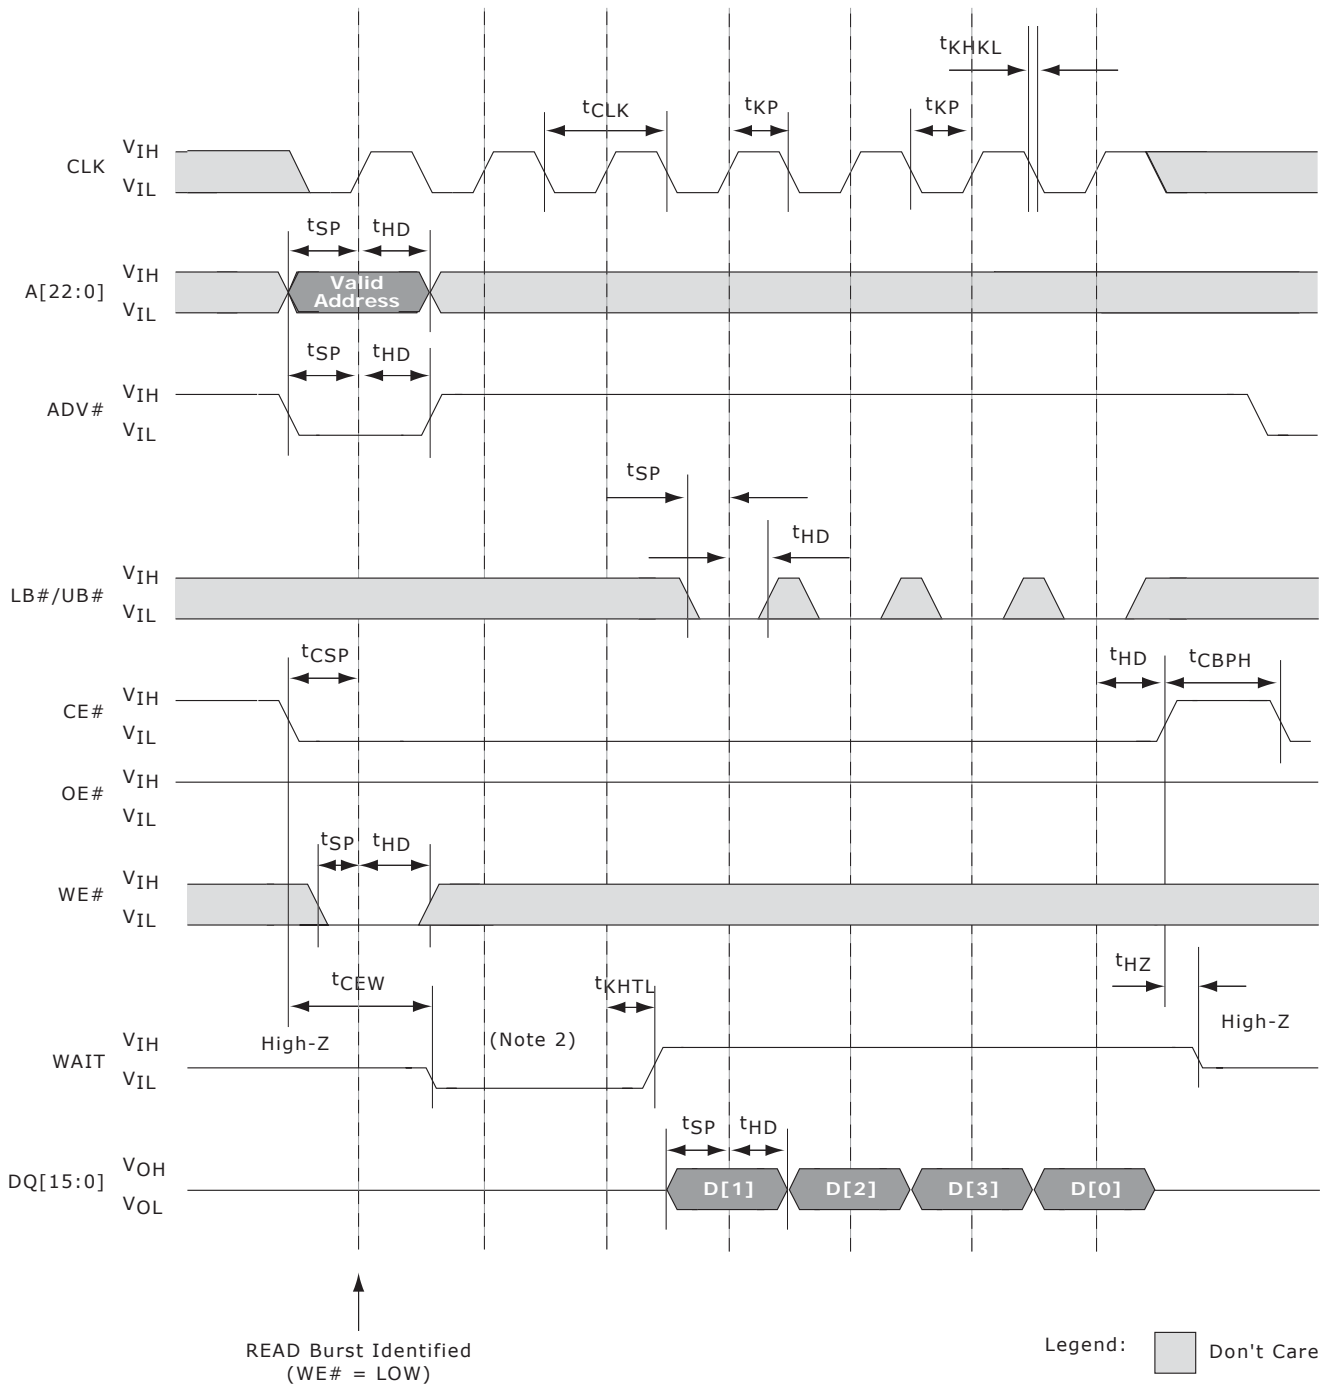 tKHKL
tCLK
tKP
tKP
CLK
VIH
VIL
tSP
tHD
A[22:0]
VIH
VIL
Valid
Address
tSP
tHD
ADV#
VIH
VIL
tSP
tHD
LB#/UB#
VIH
VIL
tCSP
tHD
tCBPH
CE#
VIH
VIL
OE#
VIH
VIL
tSP
tHD
WE#
VIH
VIL
tCEW
tKHTL
tHZ
WAIT
VIH
VIL
High-Z
(Note 2)
High-Z
tSP
tHD
DQ[15:0]
VOH
VOL
D[1]
D[2]
D[3]
D[0]
READ Burst Identified
(WE# = LOW)
Legend:
Don't Care